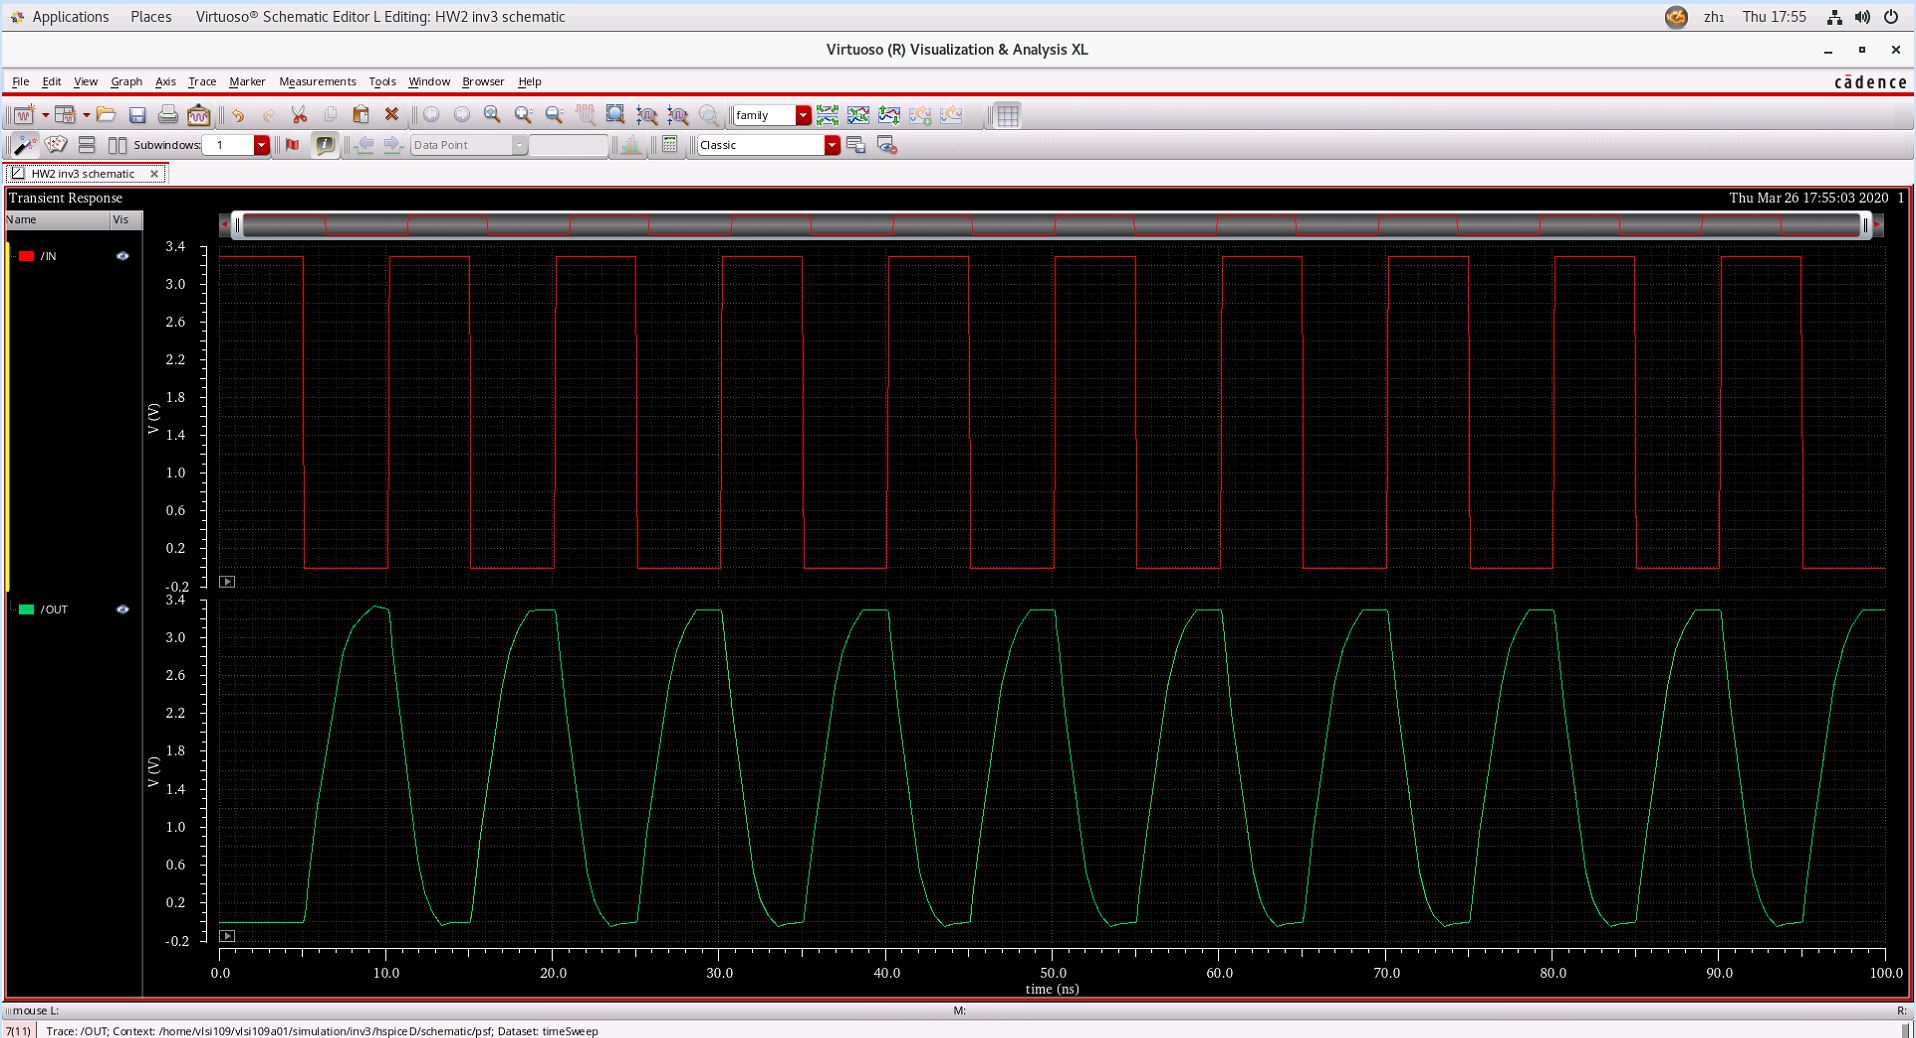 Applications Places Virtuoso® Schematic Editor L Editing: HW2 inv3 schematic zh₁ Thu 17:55
Virtuoso (R) Visualization & Analysis XL
File Edit View Graph Axis Trace Marker Measurements Tools Window Browser Help cādence
family
Subwindows: 1 Data Point Classic
HW2 inv3 schematic
Transient Response Thu Mar 26 17:55:03 2020 1
Name Vis
/IN
3.4
3.0
2.6
2.2
1.8
1.4
1.0
0.6
0.2
-0.2
V (V)
/OUT
3.4
3.0
2.6
2.2
1.8
1.4
1.0
0.6
0.2
-0.2
V (V)
0.0 10.0 20.0 30.0 40.0 50.0 60.0 70.0 80.0 90.0 100.0
time (ns)
mouse L: M: R:
7(11) Trace: /OUT; Context: /home/vlsi109/vlsi109a01/simulation/inv3/hspiceD/schematic/psf; Dataset: timeSweep